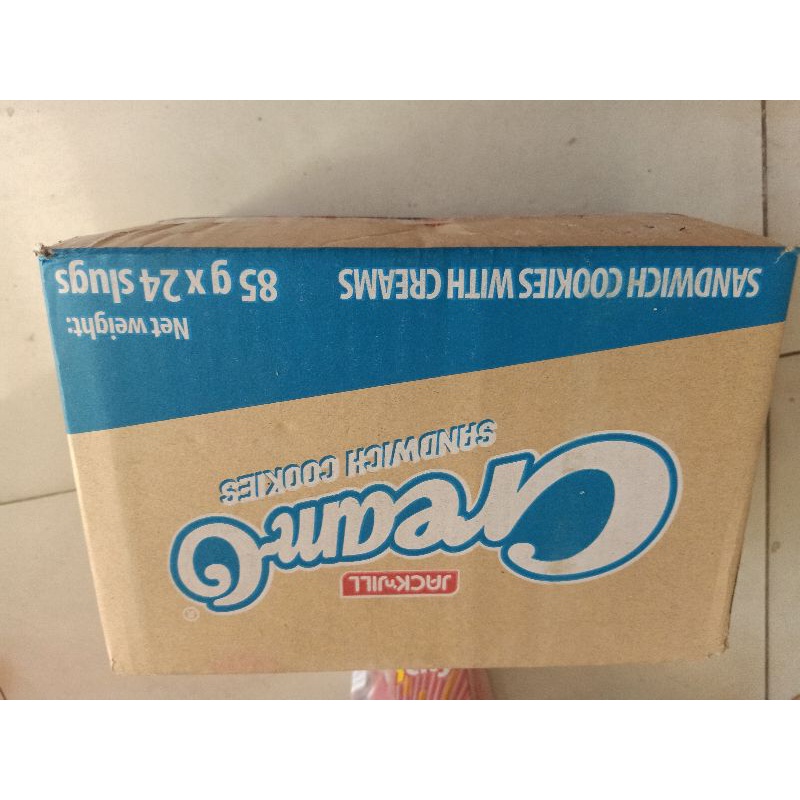 JACK 'n JILL
Cream-O
®
SANDWICH COOKIES
Net weight:
SANDWICH COOKIES WITH CREAMS
85 g x 24 slugs